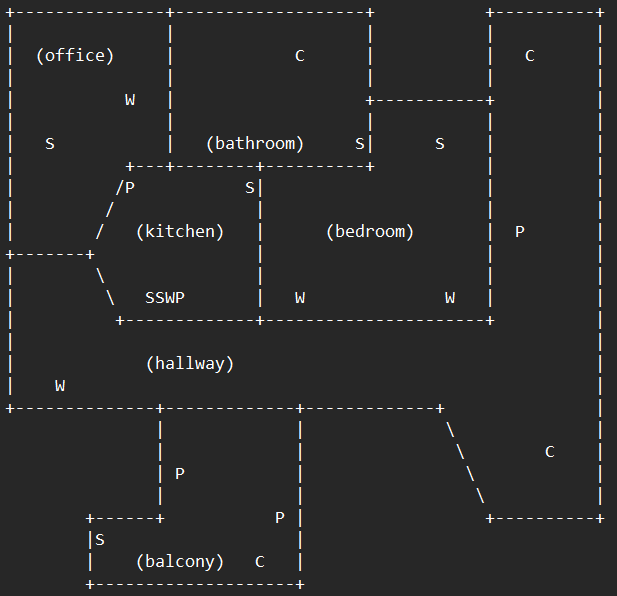 +---------------+-------------------+           +----------+
|               |                   |           |          |
|  (office)     |            C      |           |   C      |
|               |                   |           |          |
|           W   |                   +-----------+          |
|               |                   |           |          |
|   S           |   (bathroom)     S|      S    |          |
|           +---+--------+----------+           |          |
|          /P           S|                      |          |
|         /              |                      |          |
|        /   (kitchen)   |      (bedroom)       |  P       |
+-------+                |                      |          |
|        \               |                      |          |
|         \   SSWP       |   W              W   |          |
|          +-------------+----------------------+          |
|                                                          |
|             (hallway)                                    |
|    W                                                     |
+--------------+-------------+-------------+               |
               |             |              \              |
               |             |               \        C    |
               | P           |                \            |
               |             |                 \           |
        +------+           P |                  +----------+
        |S                   |
        |    (balcony)   C   |
        +--------------------+